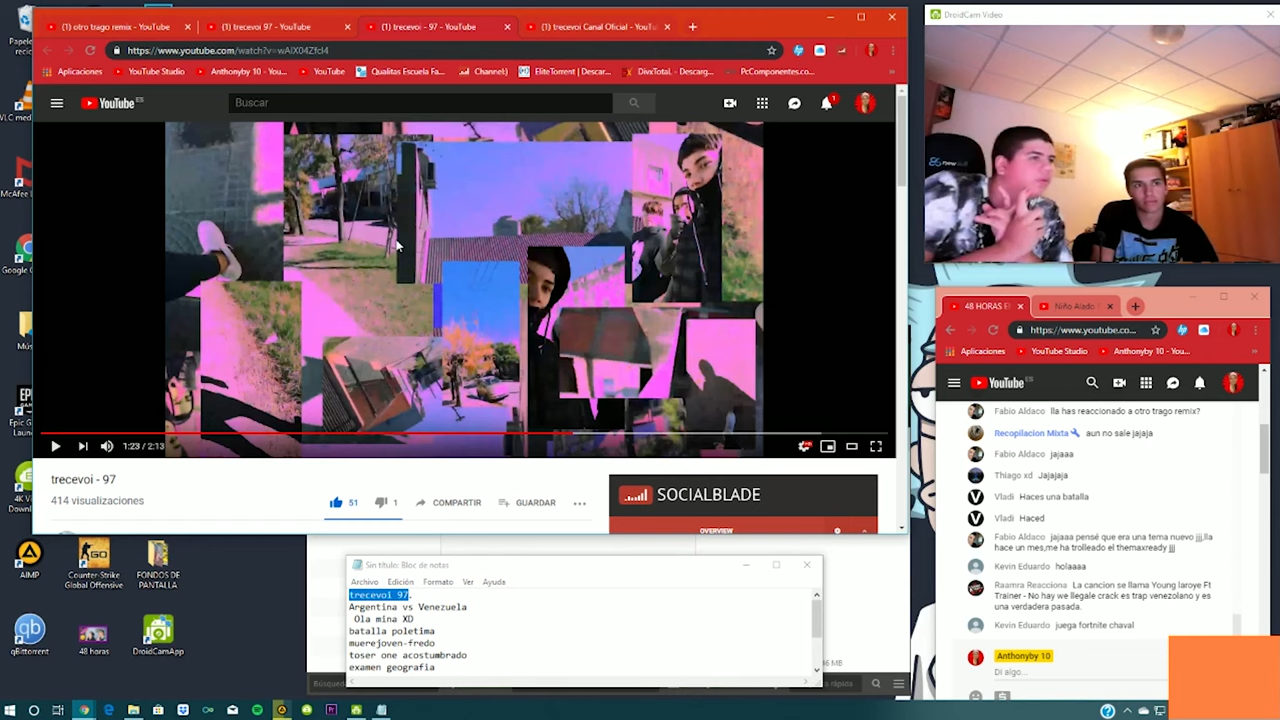 (1) otro trago remix - YouTube
(1) trecevoi 97 - YouTube
(1) trecevoi - 97 - YouTube
(1) trecevoi Canal Oficial - YouTu
https://www.youtube.com/watch?v=wAlX04Zfcl4
Aplicaciones
YouTube Studio
Anthonyby 10 - You...
YouTube
Qualitas Escuela Fa...
Channel:)
EliteTorrent | Descar...
DivxTotaL - Descarg...
PcComponentes.co...
YouTube ES
Buscar
1
1:23 / 2:13
trecevoi - 97
414 visualizaciones
51
1
COMPARTIR
GUARDAR
SOCIALBLADE
OVERVIEW
DroidCam Video
48 HORAS E
Niño Alado
https://www.youtube.co...
Aplicaciones
YouTube Studio
Anthonyby 10 - You...
YouTube ES
Fabio Aldaco lla has reaccionado a otro trago remix?
Recopilacion Mixta aun no sale jajaja
Fabio Aldaco jajaaa
Thiago xd Jajajaja
Vladi Haces una batalla
Vladi Haced
Fabio Aldaco jajaaa pensé que era una tema nuevo jjj,lla
hace un mes,me ha trolleado el themaxready jjj
Kevin Eduardo holaaaa
Raamra Reacciona La cancion se llama Young laroye Ft
Trainer - No hay we llegale crack es trap venezolano y es
una verdadera pasada.
Kevin Eduardo juega fortnite chaval
Anthonyby 10
Di algo...
Sin título: Bloc de notas
Archivo Edición Formato Ver Ayuda
trecevoi 97.
Argentina vs Venezuela
Ola mina XD
batalla poletima
muerejoven-fredo
toser one acostumbrado
examen geografia
AIMP
Counter-Strike
Global Offensive
FONDOS DE
PANTALLA
qBittorrent
48 horas
DroidCamApp